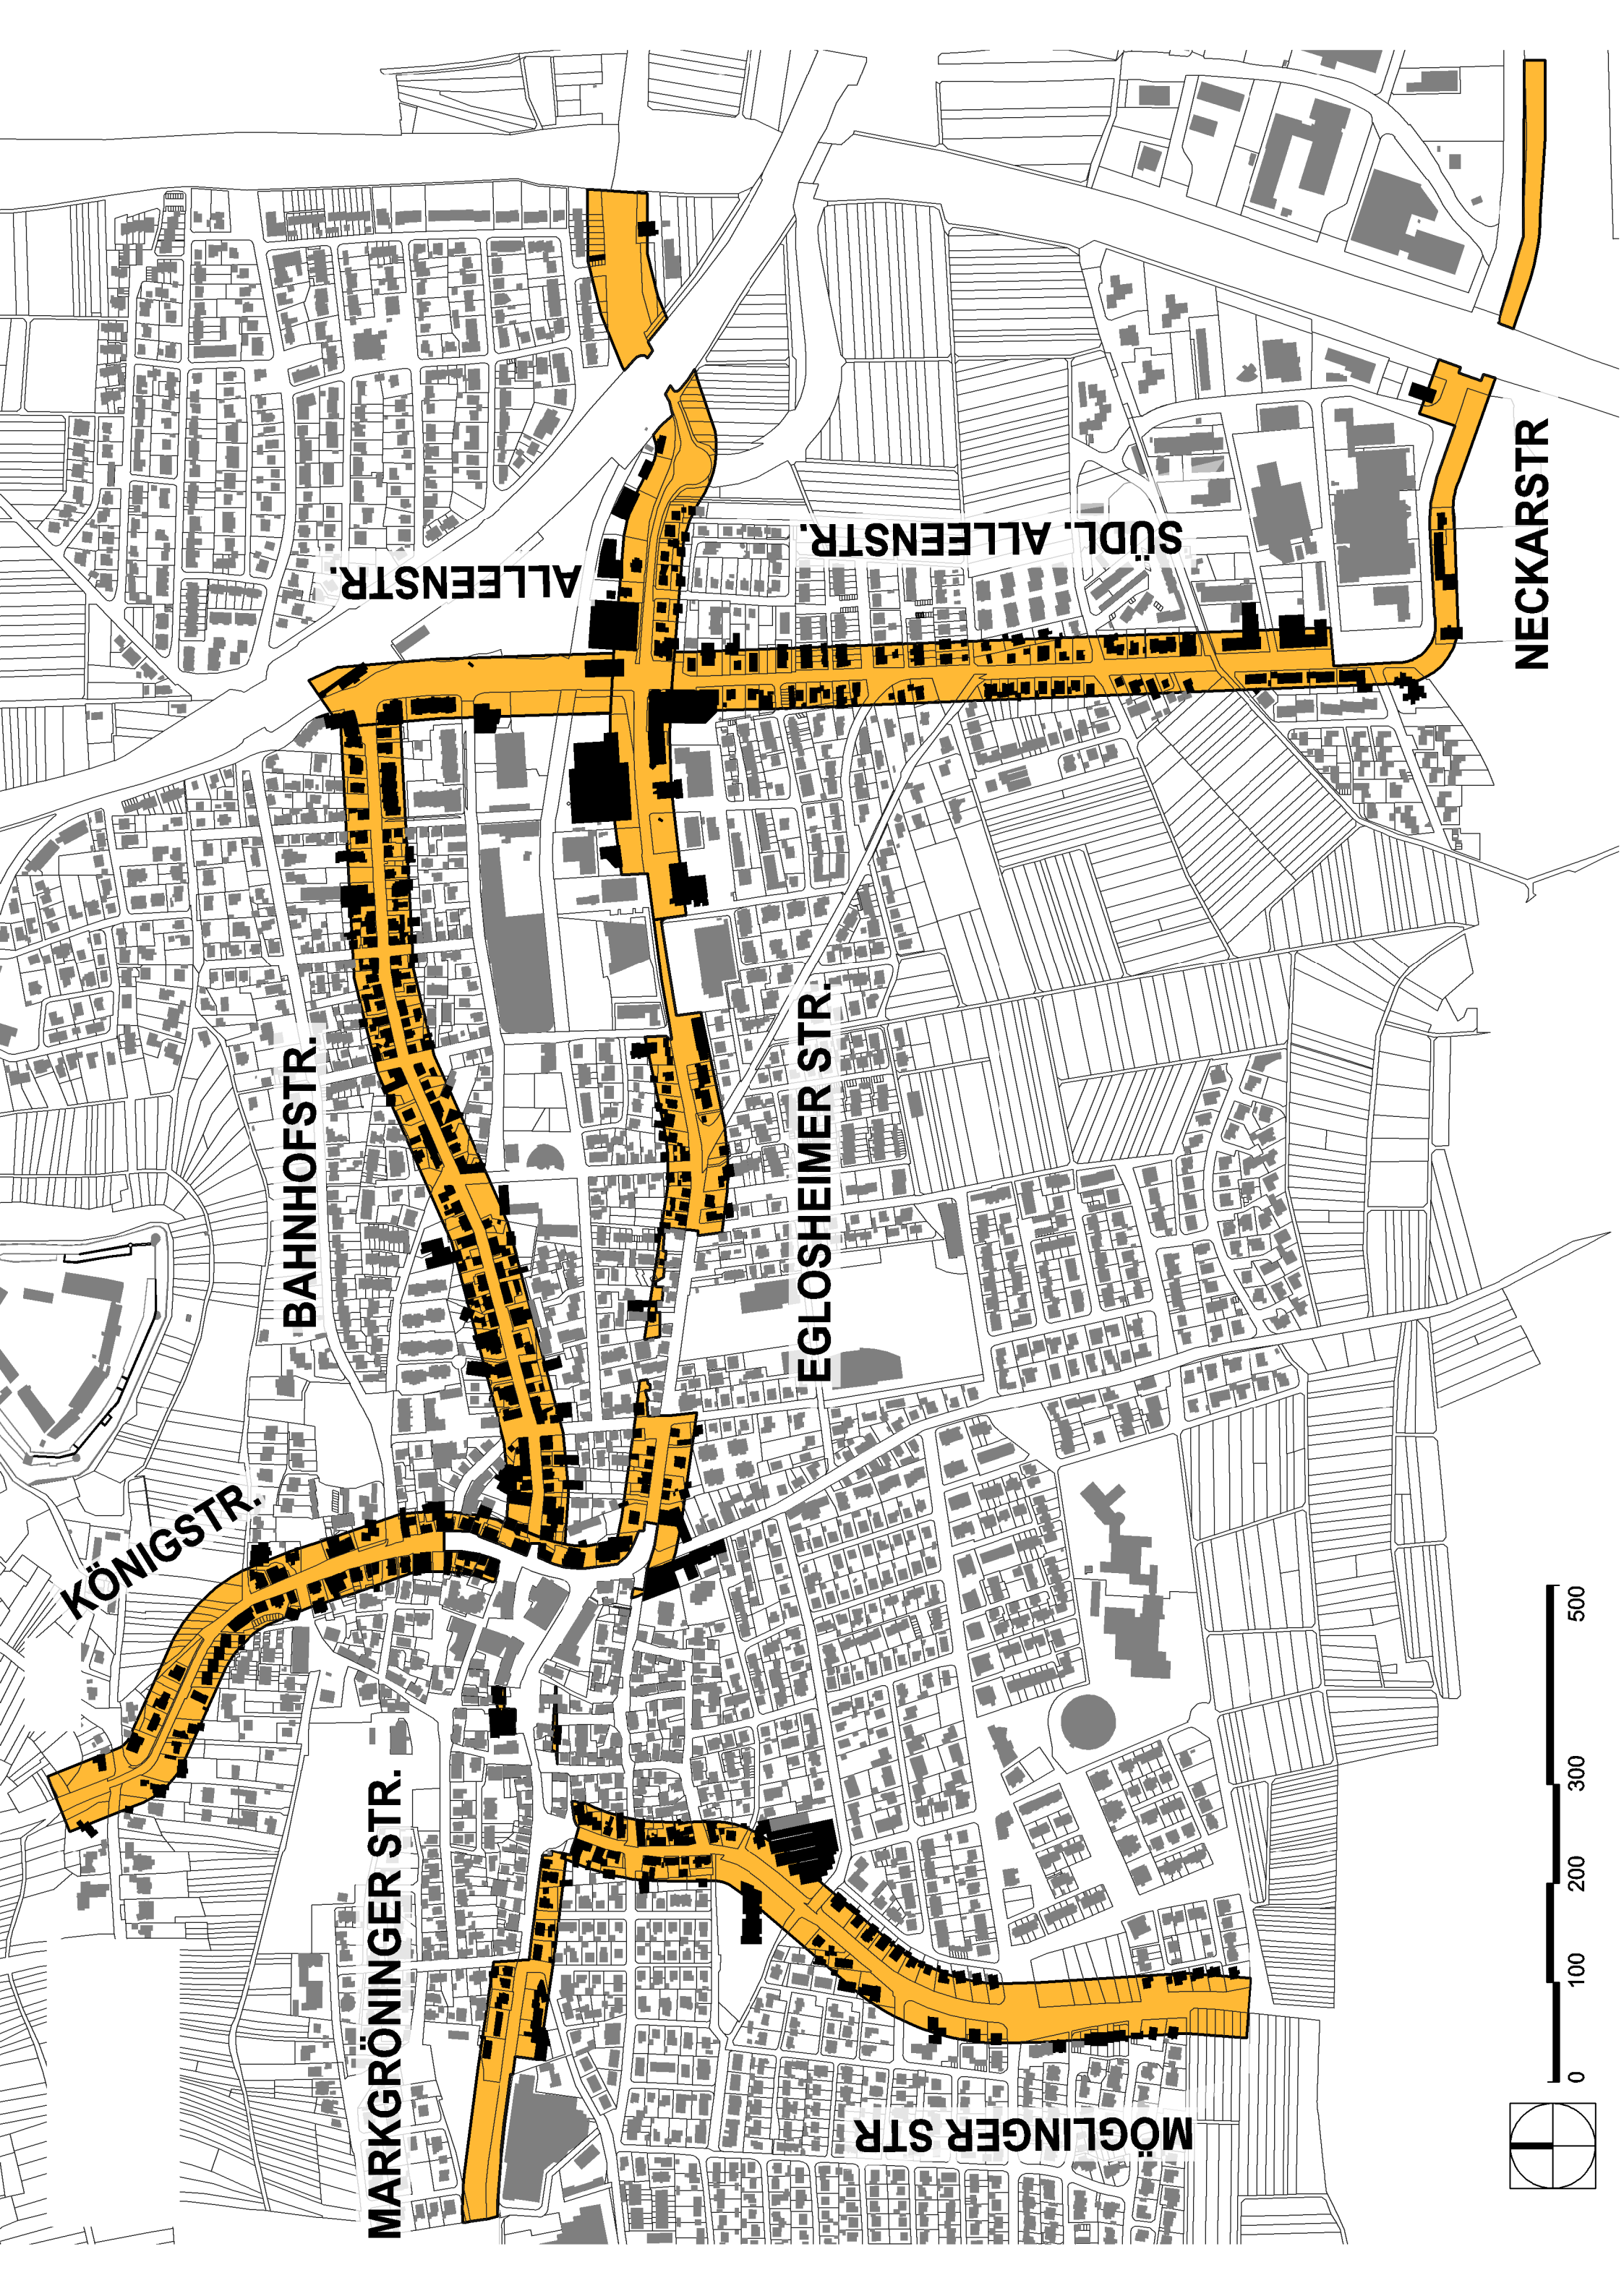 KÖNIGSTR.
BAHNHOFSTR.
ALLEENSTR.
SÜDL. ALLEENSTR.
NECKARSTR
EGLOSHEIMER STR.
MARKGRÖNINGER STR.
MÖGLINGER STR
0 100 200 300 500